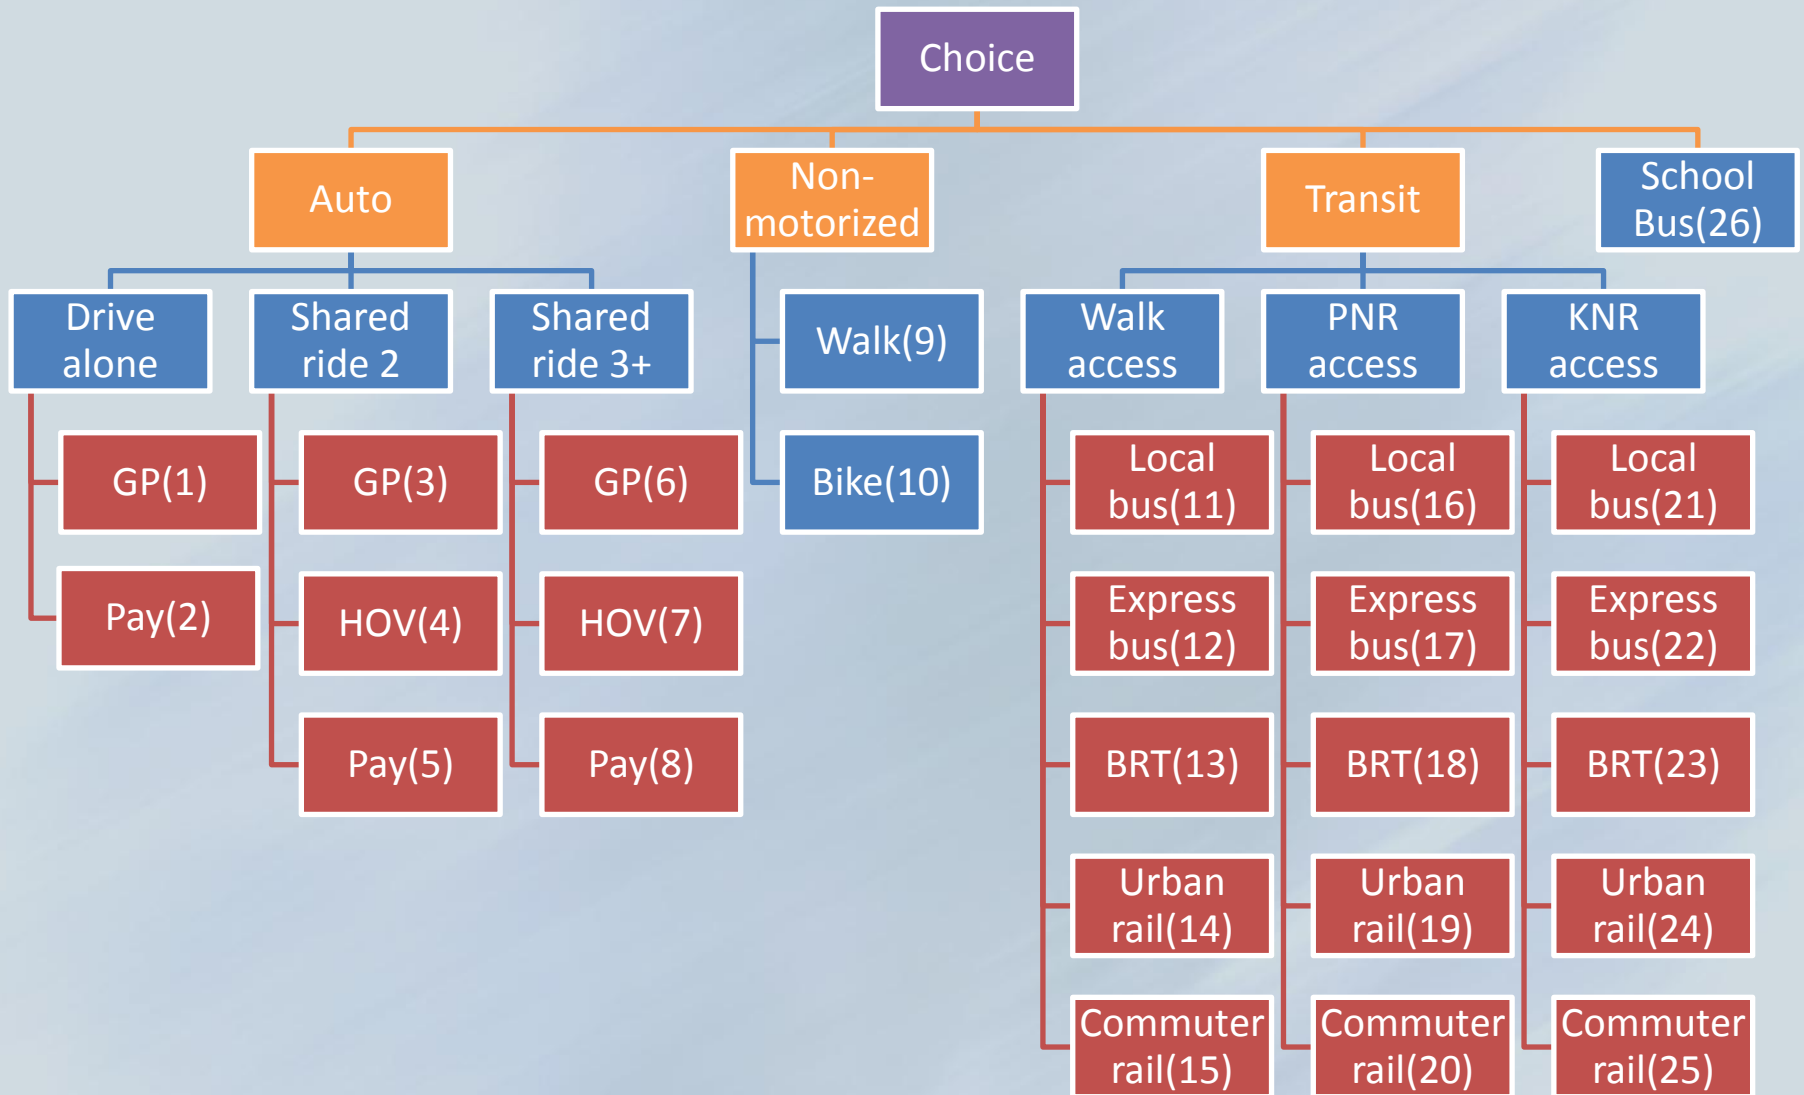 Choice
Auto
Non-
motorized
Transit
School
Bus(26)
Drive
alone
Shared
ride 2
Shared
ride 3+
Walk(9)
Walk
access
PNR
access
KNR
access
GP(1)
GP(3)
GP(6)
Bike(10)
Local
bus(11)
Local
bus(16)
Local
bus(21)
Pay(2)
HOV(4)
HOV(7)
Express
bus(12)
Express
bus(17)
Express
bus(22)
Pay(5)
Pay(8)
BRT(13)
BRT(18)
BRT(23)
Urban
rail(14)
Urban
rail(19)
Urban
rail(24)
Commuter
rail(15)
Commuter
rail(20)
Commuter
rail(25)